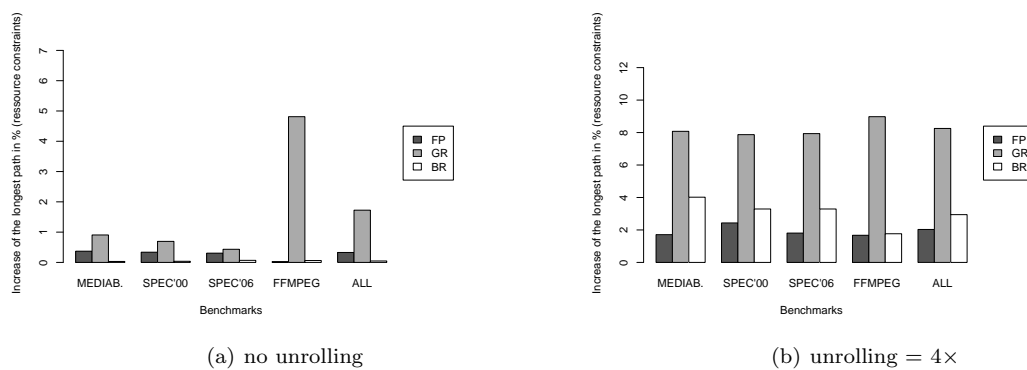 Increase of the longest path in % (ressource constraints)
7
6
5
4
3
2
1
0
MEDIAB. SPEC'00 SPEC'06 FFMPEG ALL
Benchmarks
FP
GR
BR
(a) no unrolling
Increase of the longest path in % (ressource constraints)
12
10
8
6
4
2
0
MEDIAB. SPEC'00 SPEC'06 FFMPEG ALL
Benchmarks
FP
GR
BR
(b) unrolling = 4×